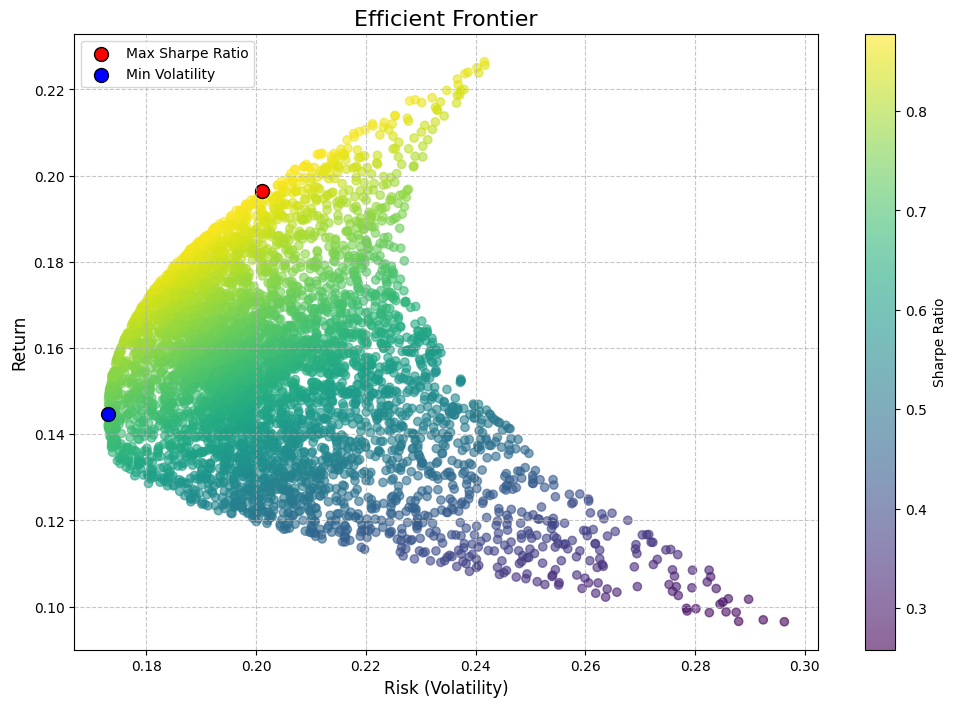 Efficient Frontier
Max Sharpe Ratio
Min Volatility
Return
0.22
0.20
0.18
0.16
0.14
0.12
0.10
0.18 0.20 0.22 0.24 0.26 0.28 0.30
Risk (Volatility)
0.8
0.7
0.6
0.5
0.4
0.3
Sharpe Ratio